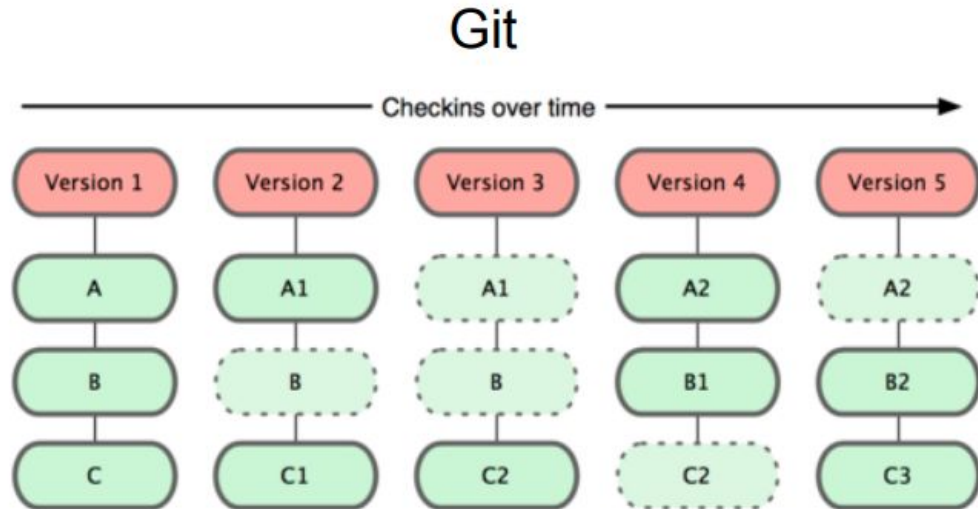 Git
Checkins over time
Version 1 Version 2 Version 3 Version 4 Version 5
A A1 A1 A2 A2
B B B B1 B2
C C1 C2 C2 C3